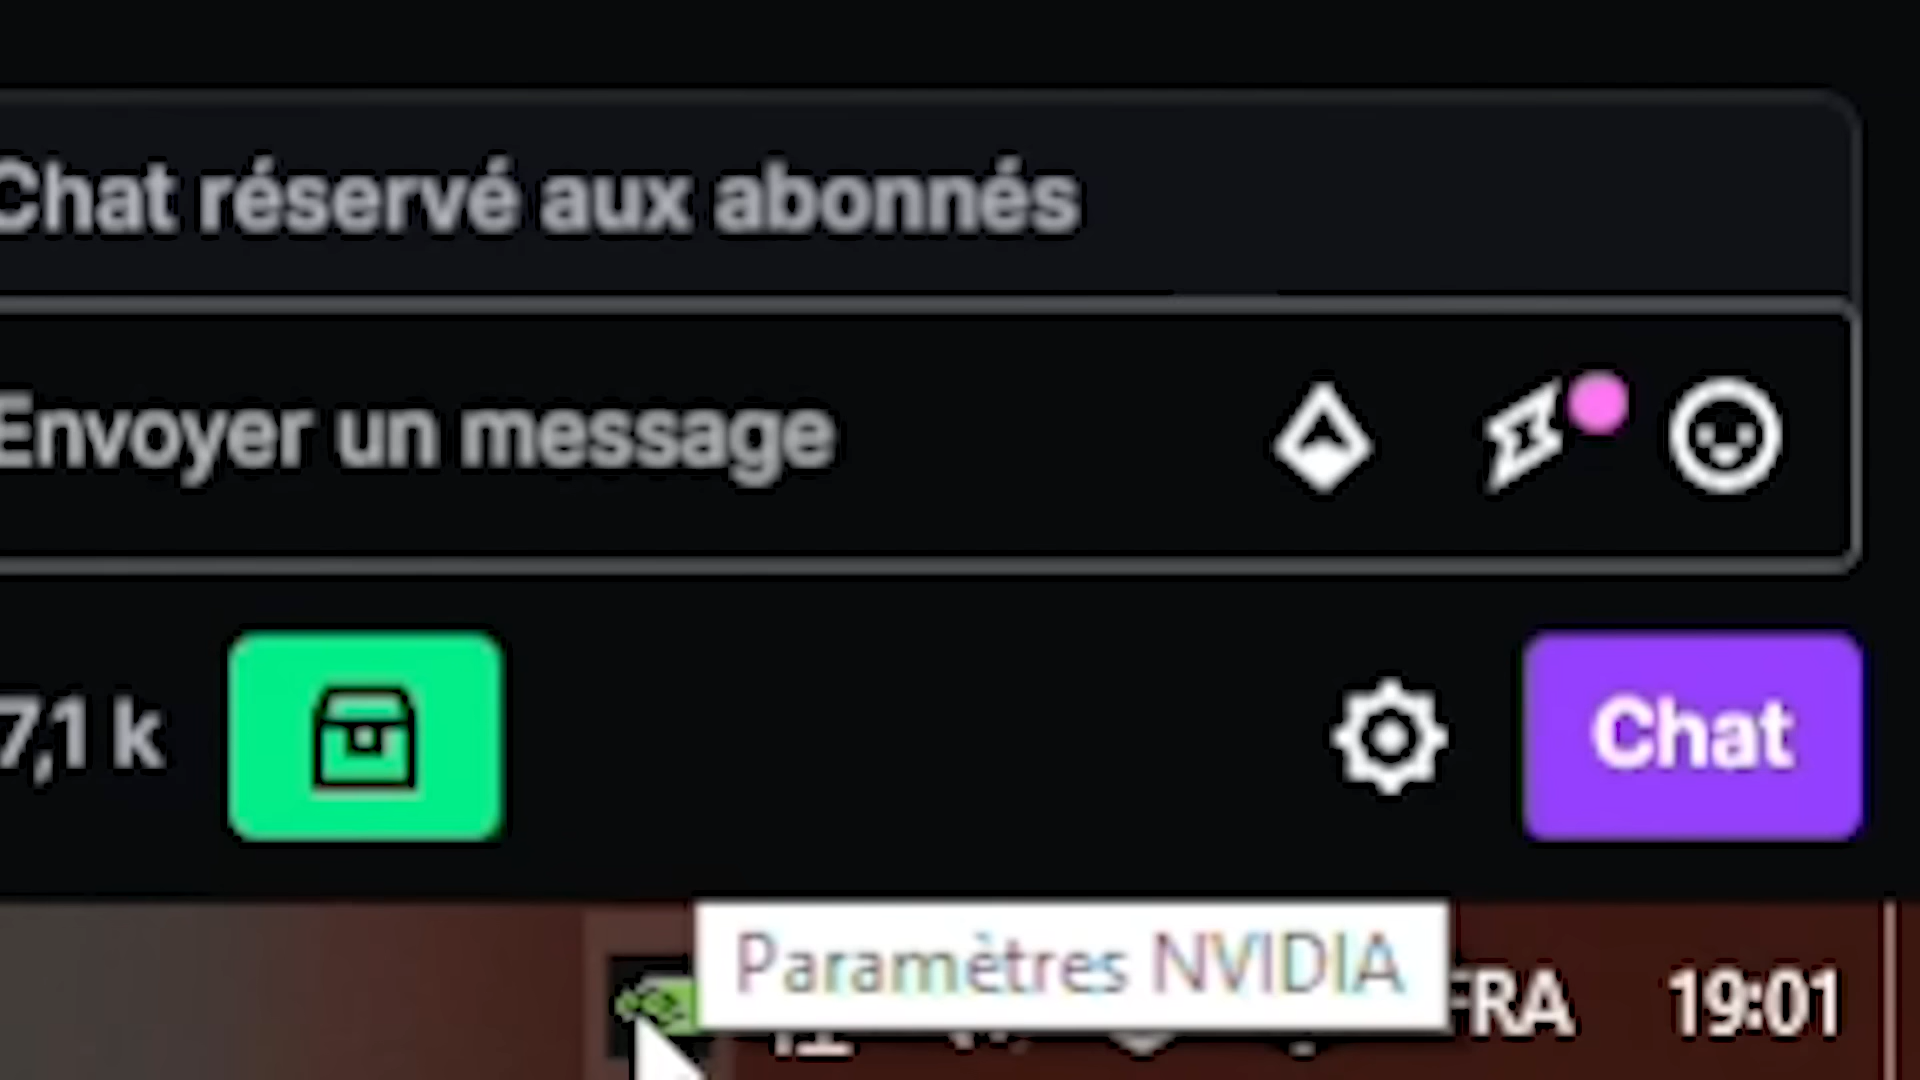 Chat réservé aux abonnés
Envoyer un message
7,1 k
Chat
Paramètres NVIDIA
FRA
19:01